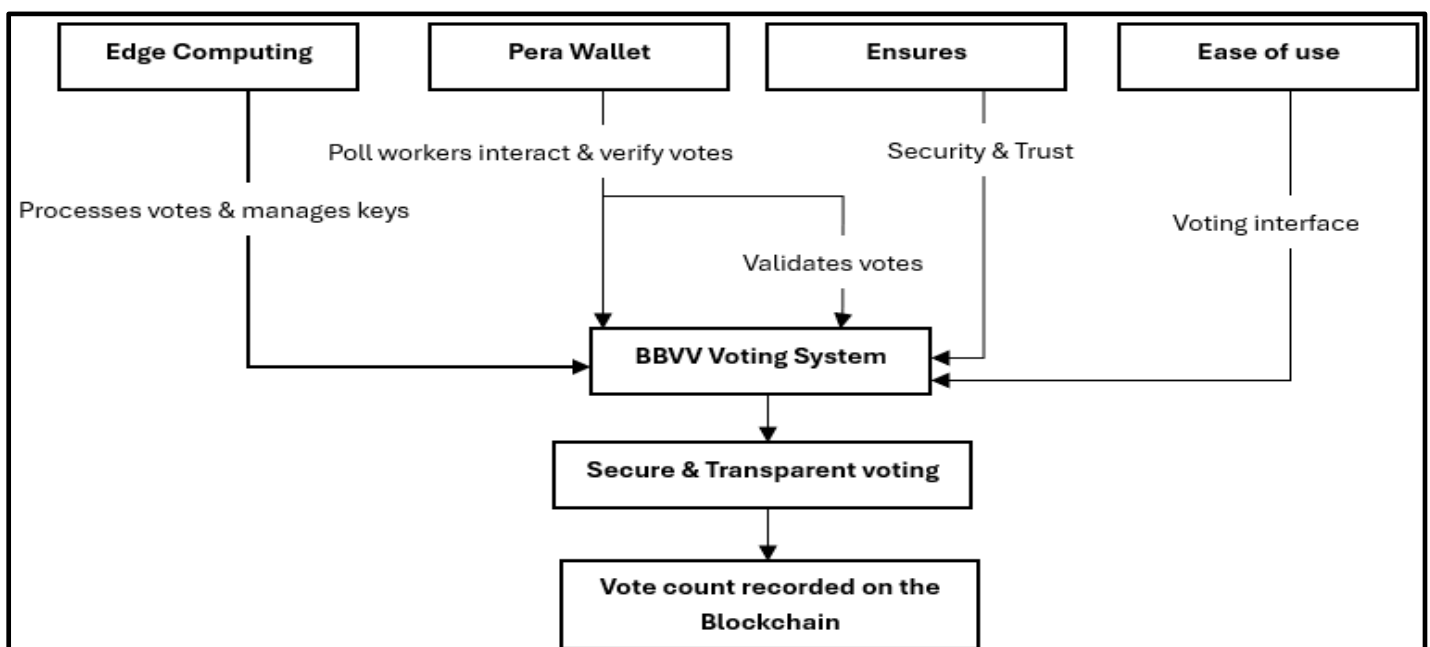 Edge Computing
Pera Wallet
Ensures
Ease of use
Poll workers interact & verify votes
Security & Trust
Processes votes & manages keys
Voting interface
Validates votes
BBVV Voting System
Secure & Transparent voting
Vote count recorded on the
Blockchain